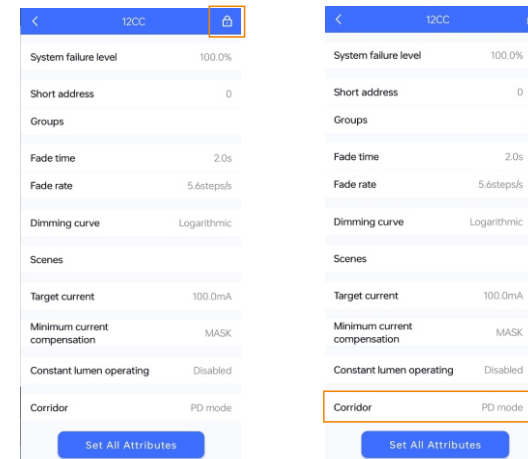 12CC
System failure level 100.0%
Short address 0
Groups
Fade time 2.0s
Fade rate 5.6steps/s
Dimming curve Logarithmic
Scenes
Target current 100.0mA
Minimum current
compensation MASK
Constant lumen operating Disabled
Corridor PD mode
Set All Attributes
12CC
System failure level 100.0%
Short address 0
Groups
Fade time 2.0s
Fade rate 5.6steps/s
Dimming curve Logarithmic
Scenes
Target current 100.0mA
Minimum current
compensation MASK
Constant lumen operating Disabled
Corridor PD mode
Set All Attributes